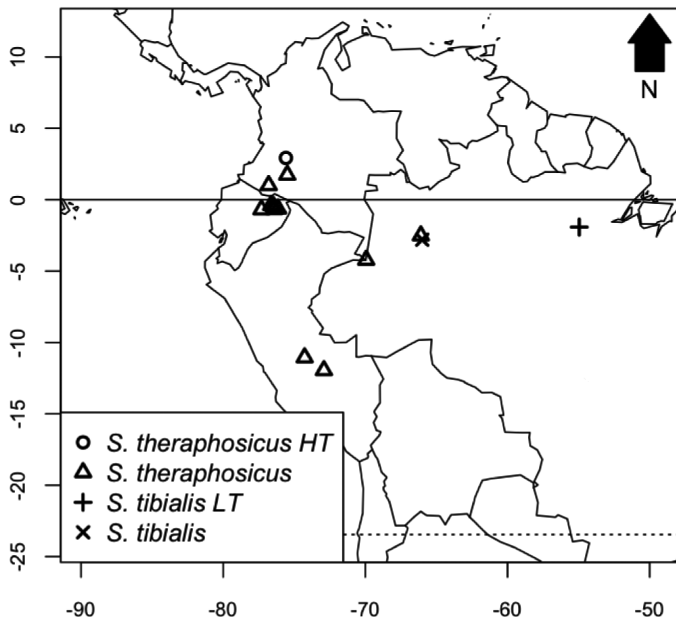 N
10
5
0
-5
-10
-15
-20
-25
S. theraphosicus HT
S. theraphosicus
S. tibialis LT
S. tibialis
-90
-80
-70
-60
-50